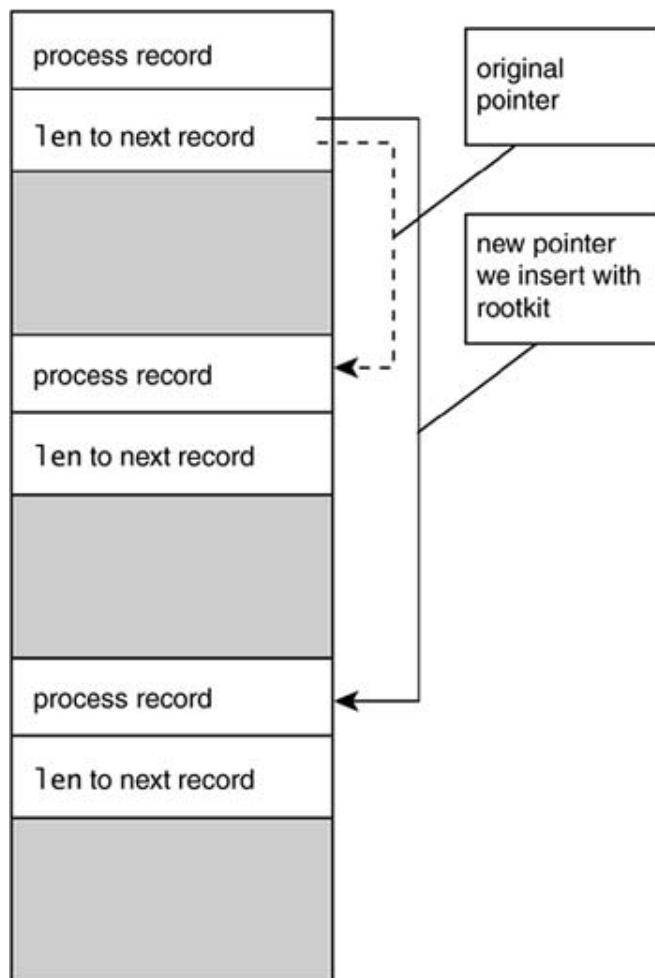 process record
len to next record
process record
len to next record
process record
len to next record
original
pointer
new pointer
we insert with
rootkit